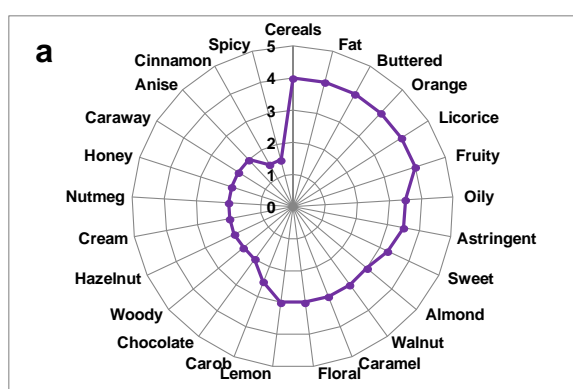 a
Cereals
Fat
Buttered
Orange
Licorice
Fruity
Oily
Astringent
Sweet
Almond
Walnut
Caramel
Floral
Lemon
Carob
Chocolate
Woody
Hazelnut
Cream
Nutmeg
Honey
Caraway
Anise
Cinnamon
Spicy
5
4
3
2
1
0